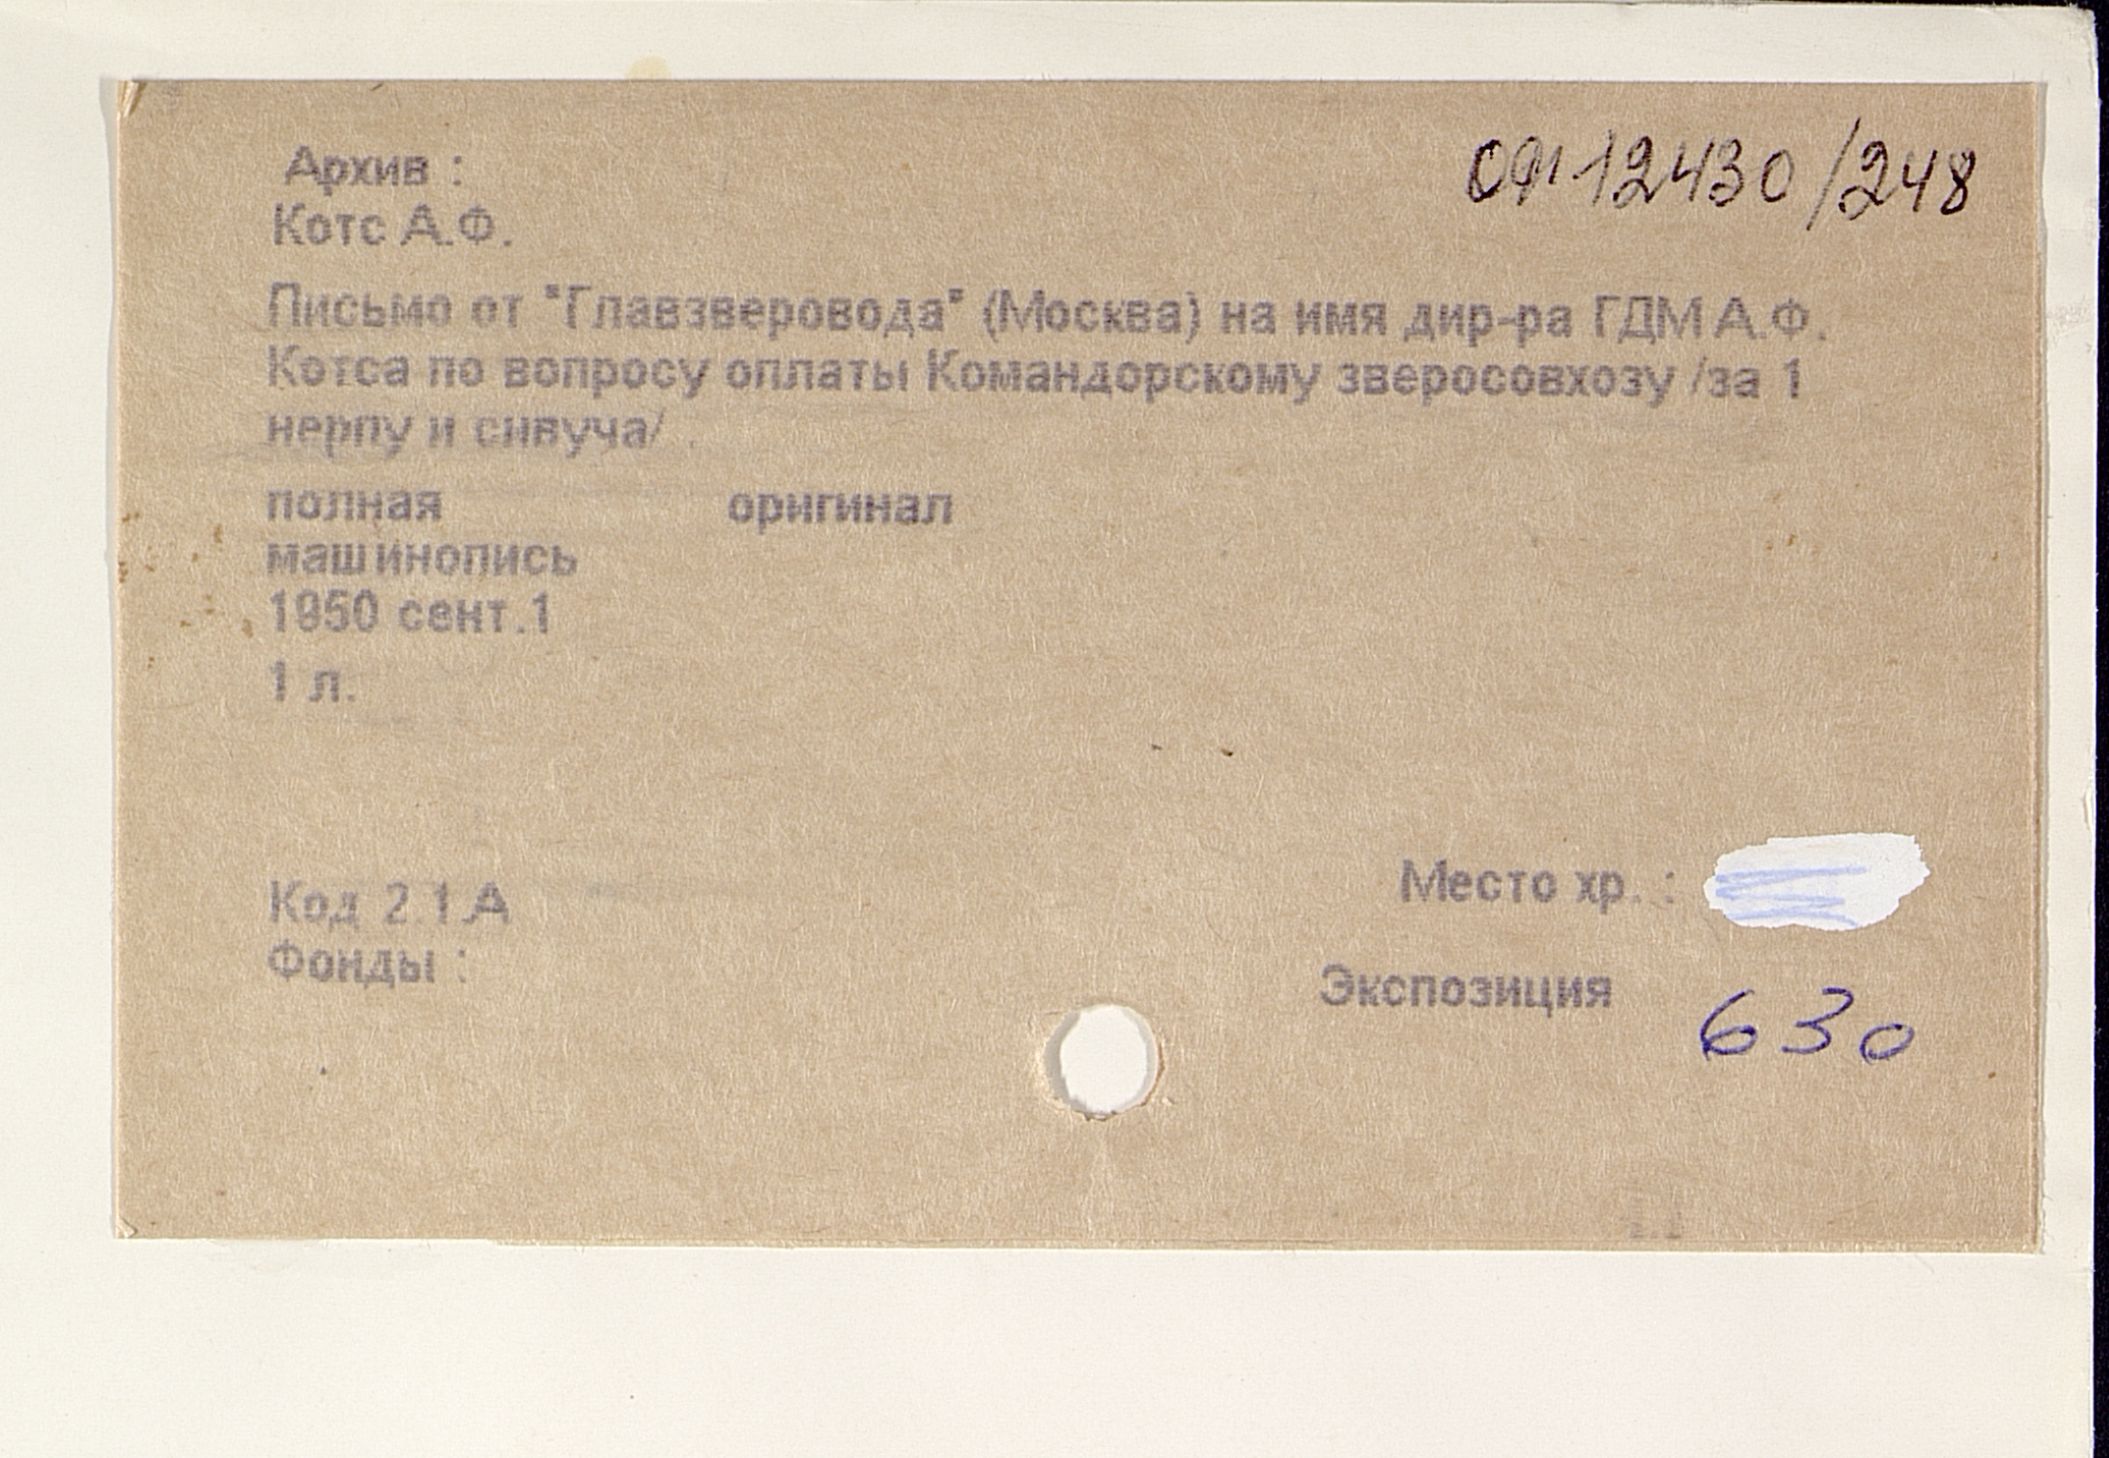 Архив :
ОФ 12430/248
Котс А.Ф.
Письмо от "Главзверовода" (Москва) на имя дир-ра ГДМ А.Ф.
Котса по вопросу оплаты Командорскому зверосовхозу /за 1
нерпу и сивуча/ .
полная оригинал
машинопись
1950 сент.1
1 л.
Место хр. :
Код 2.1.А
Фонды :
Экспозиция
630